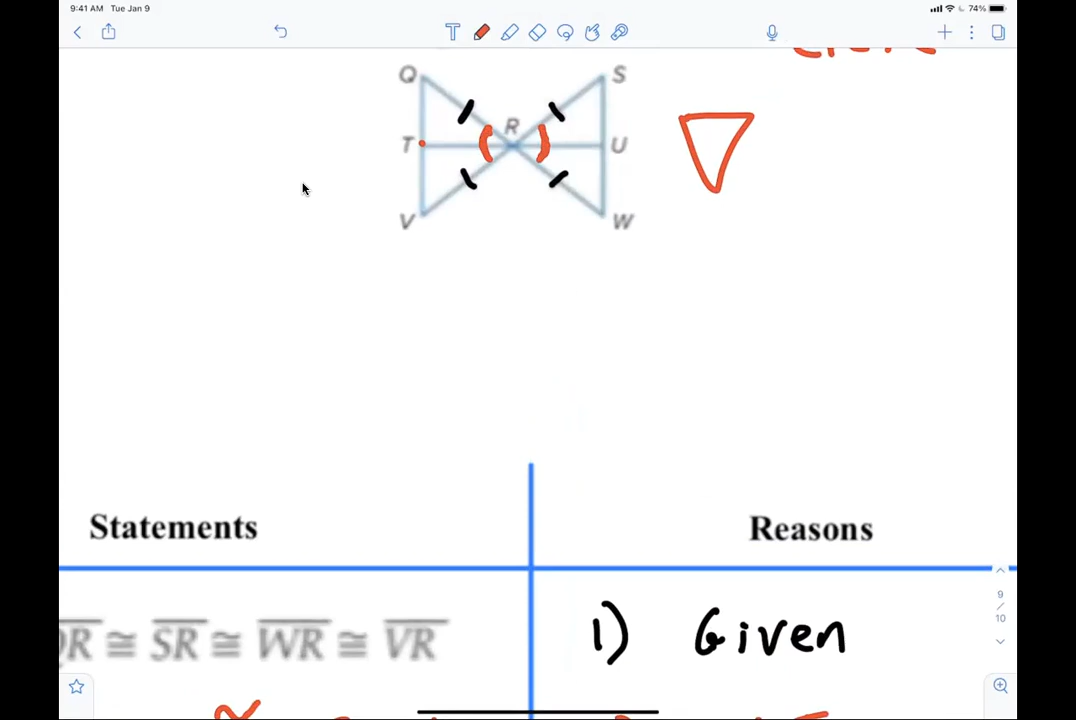 9:41 AM Tue Jan 9
74%
T
Q
S
R
T
U
V
W
Statements
Reasons
QR ≅ SR ≅ WR ≅ VR
1) Given
9
/
10
≅